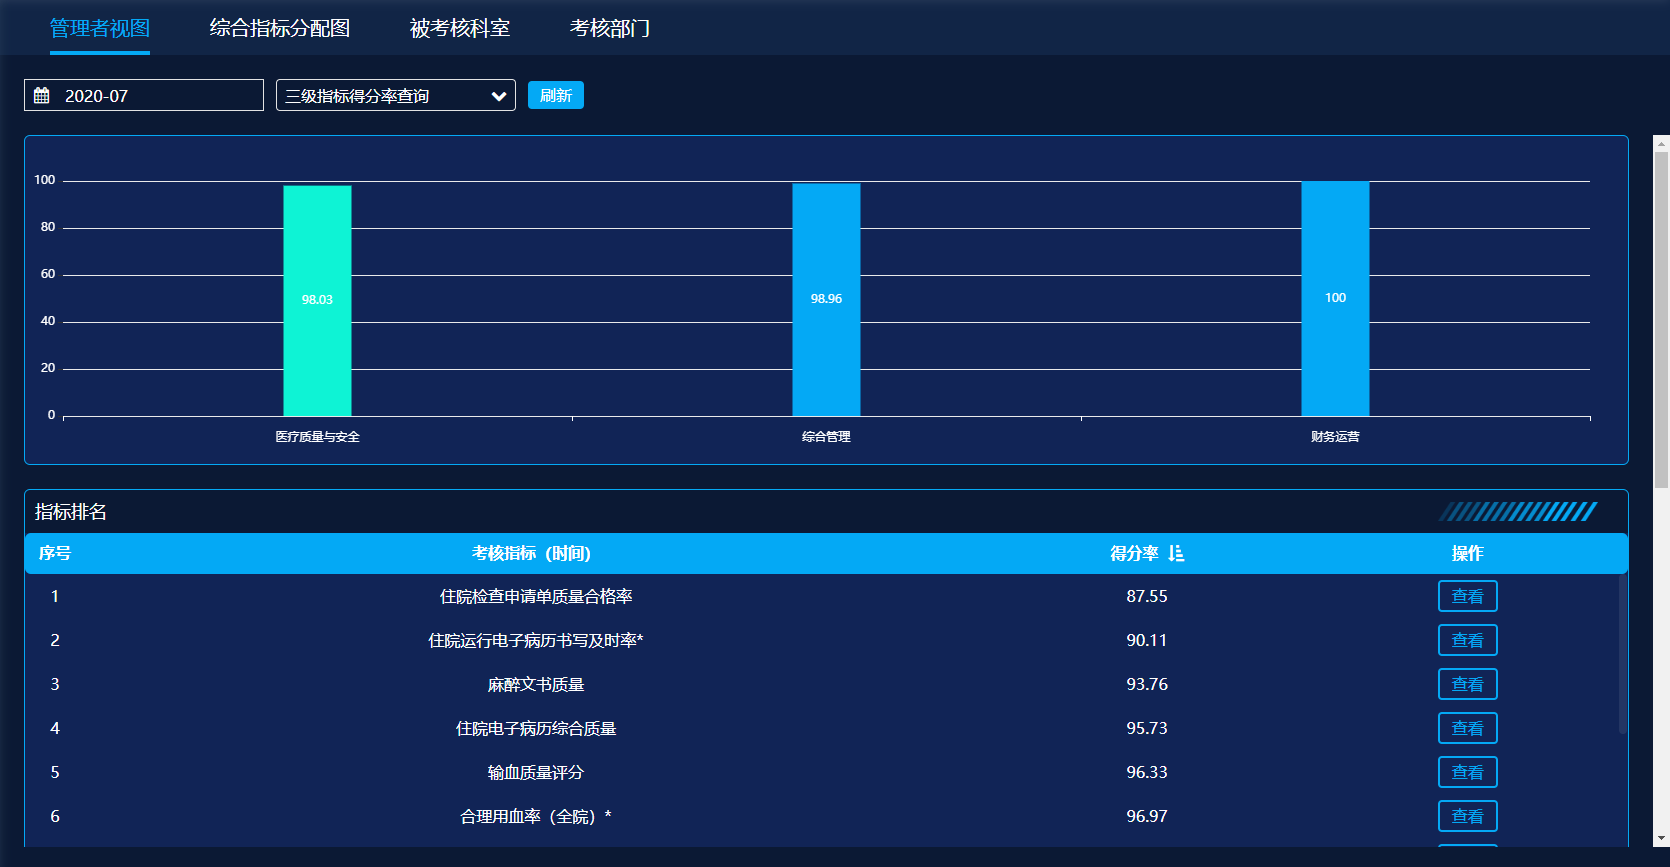 管理者视图 综合指标分配图 被考核科室 考核部门
2020-07 三级指标得分率查询 刷新
100
80
60
40
20
0
98.03 98.96 100
医疗质量与安全 综合管理 财务运营
指标排名
序号 考核指标（时间） 得分率 操作
1 住院检查申请单质量合格率 87.55 查看
2 住院运行电子病历书写及时率* 90.11 查看
3 麻醉文书质量 93.76 查看
4 住院电子病历综合质量 95.73 查看
5 输血质量评分 96.33 查看
6 合理用血率（全院）* 96.97 查看